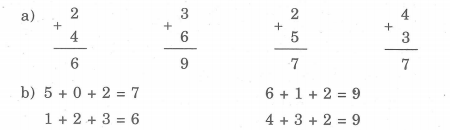 a) 2 3 2 4
+ + + +
4 6 5 3
6 9 7 7
b) 5 + 0 + 2 = 7 6 + 1 + 2 = 9
1 + 2 + 3 = 6 4 + 3 + 2 = 9